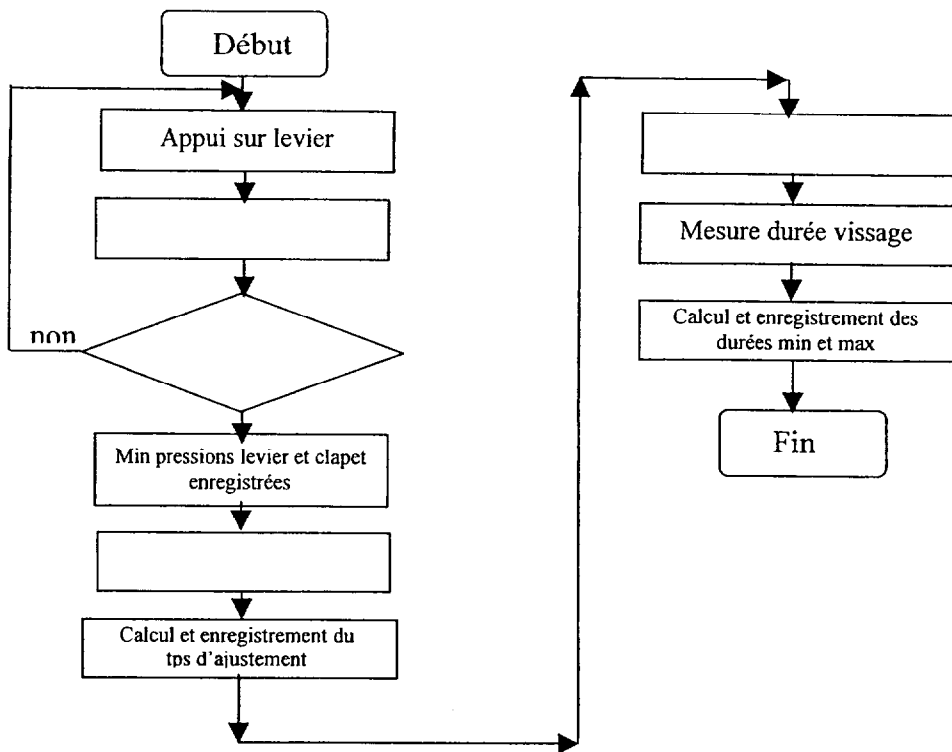 Début
Appui sur levier
non
Min pressions levier et clapet
enregistrées
Calcul et enregistrement du
tps d'ajustement
Mesure durée vissage
Calcul et enregistrement des
durées min et max
Fin